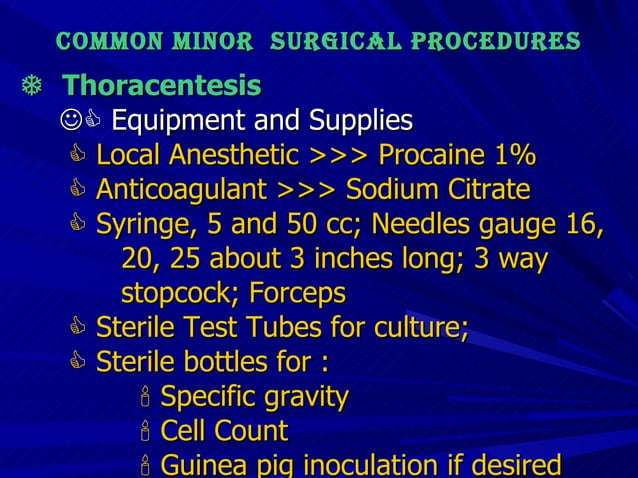 COMMON MINOR SURGICAL PROCEDURES
Thoracentesis
Equipment and Supplies
Local Anesthetic >>> Procaine 1%
Anticoagulant >>> Sodium Citrate
Syringe, 5 and 50 cc; Needles gauge 16,
20, 25 about 3 inches long; 3 way
stopcock; Forceps
Sterile Test Tubes for culture;
Sterile bottles for :
Specific gravity
Cell Count
Guinea pig inoculation if desired